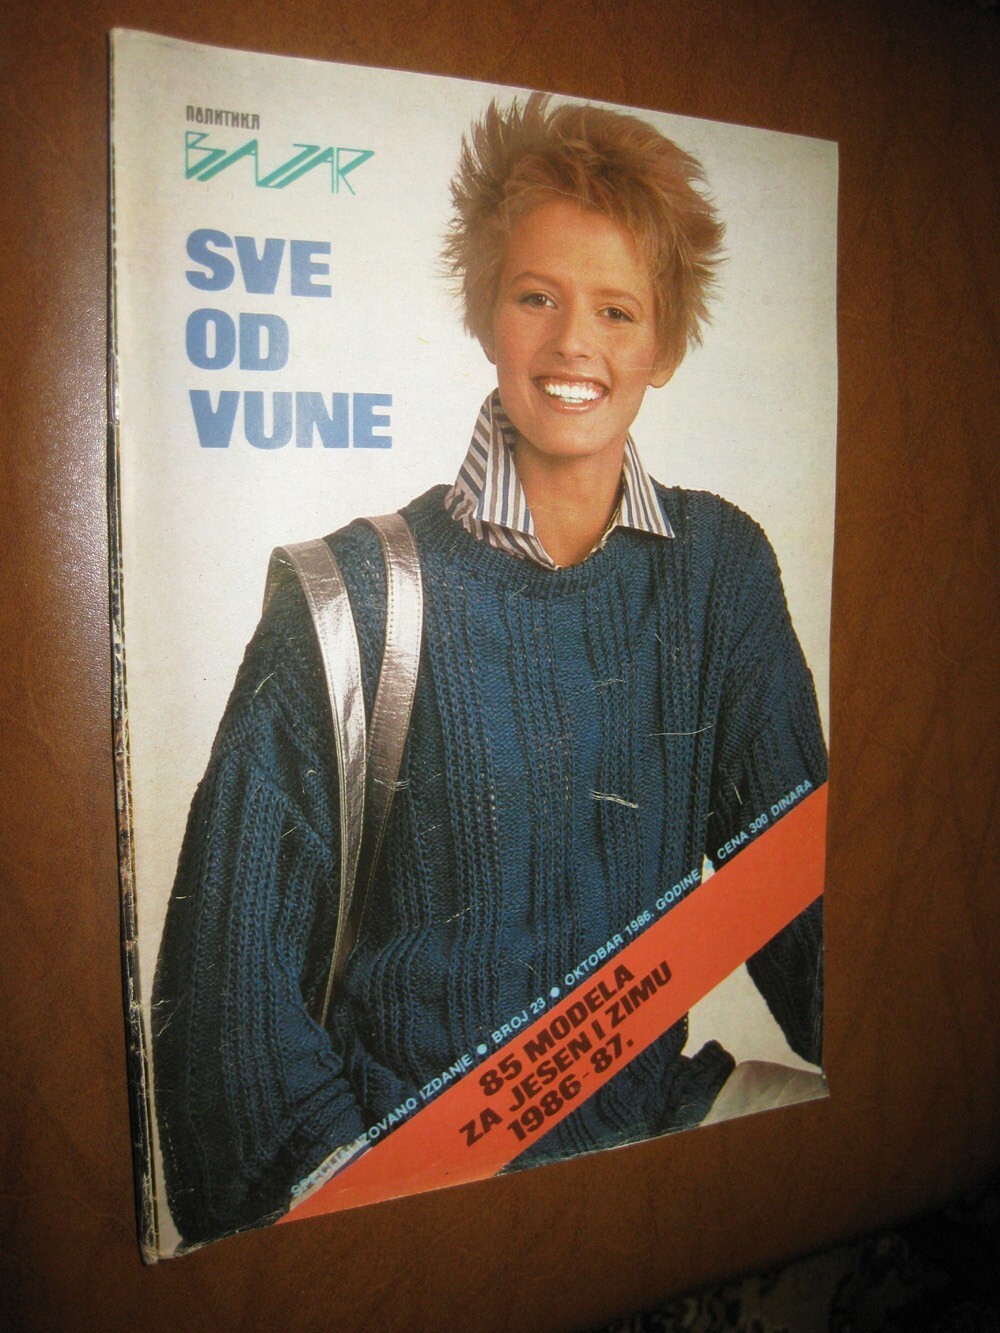 ПОЛИТИКА
BAZAR
SVE
OD
VUNE
SPECIJALIZOVANO IZDANJE ● BROJ 23 ● OKTOBAR 1986. GODINE ● CENA 300 DINARA
85 MODELA
ZA JESEN I ZIMU
1986-87.